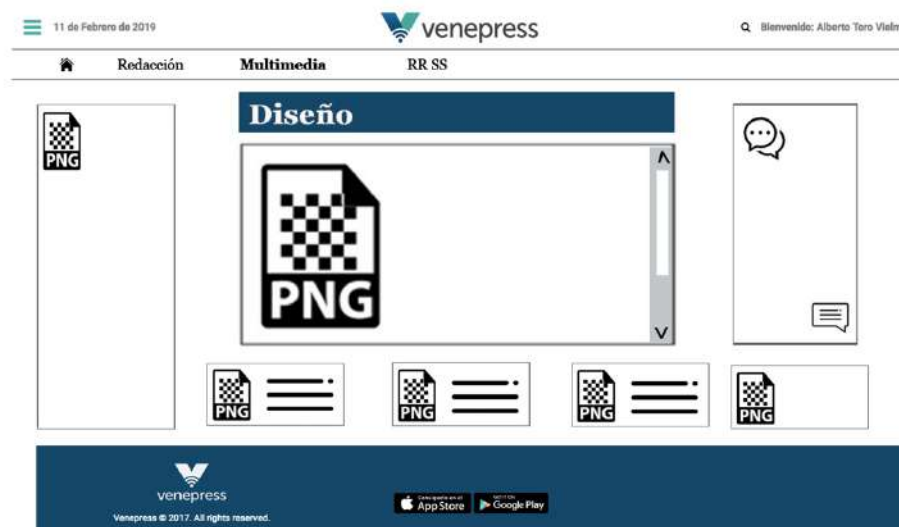 11 de Febrero de 2019
venepress
Bienvenido: Alberto Toro
Redacción Multimedia RR SS
Diseño
PNG
PNG
PNG
PNG
PNG
PNG
venepress
Venepress © 2017. All rights reserved.
App Store
Google Play